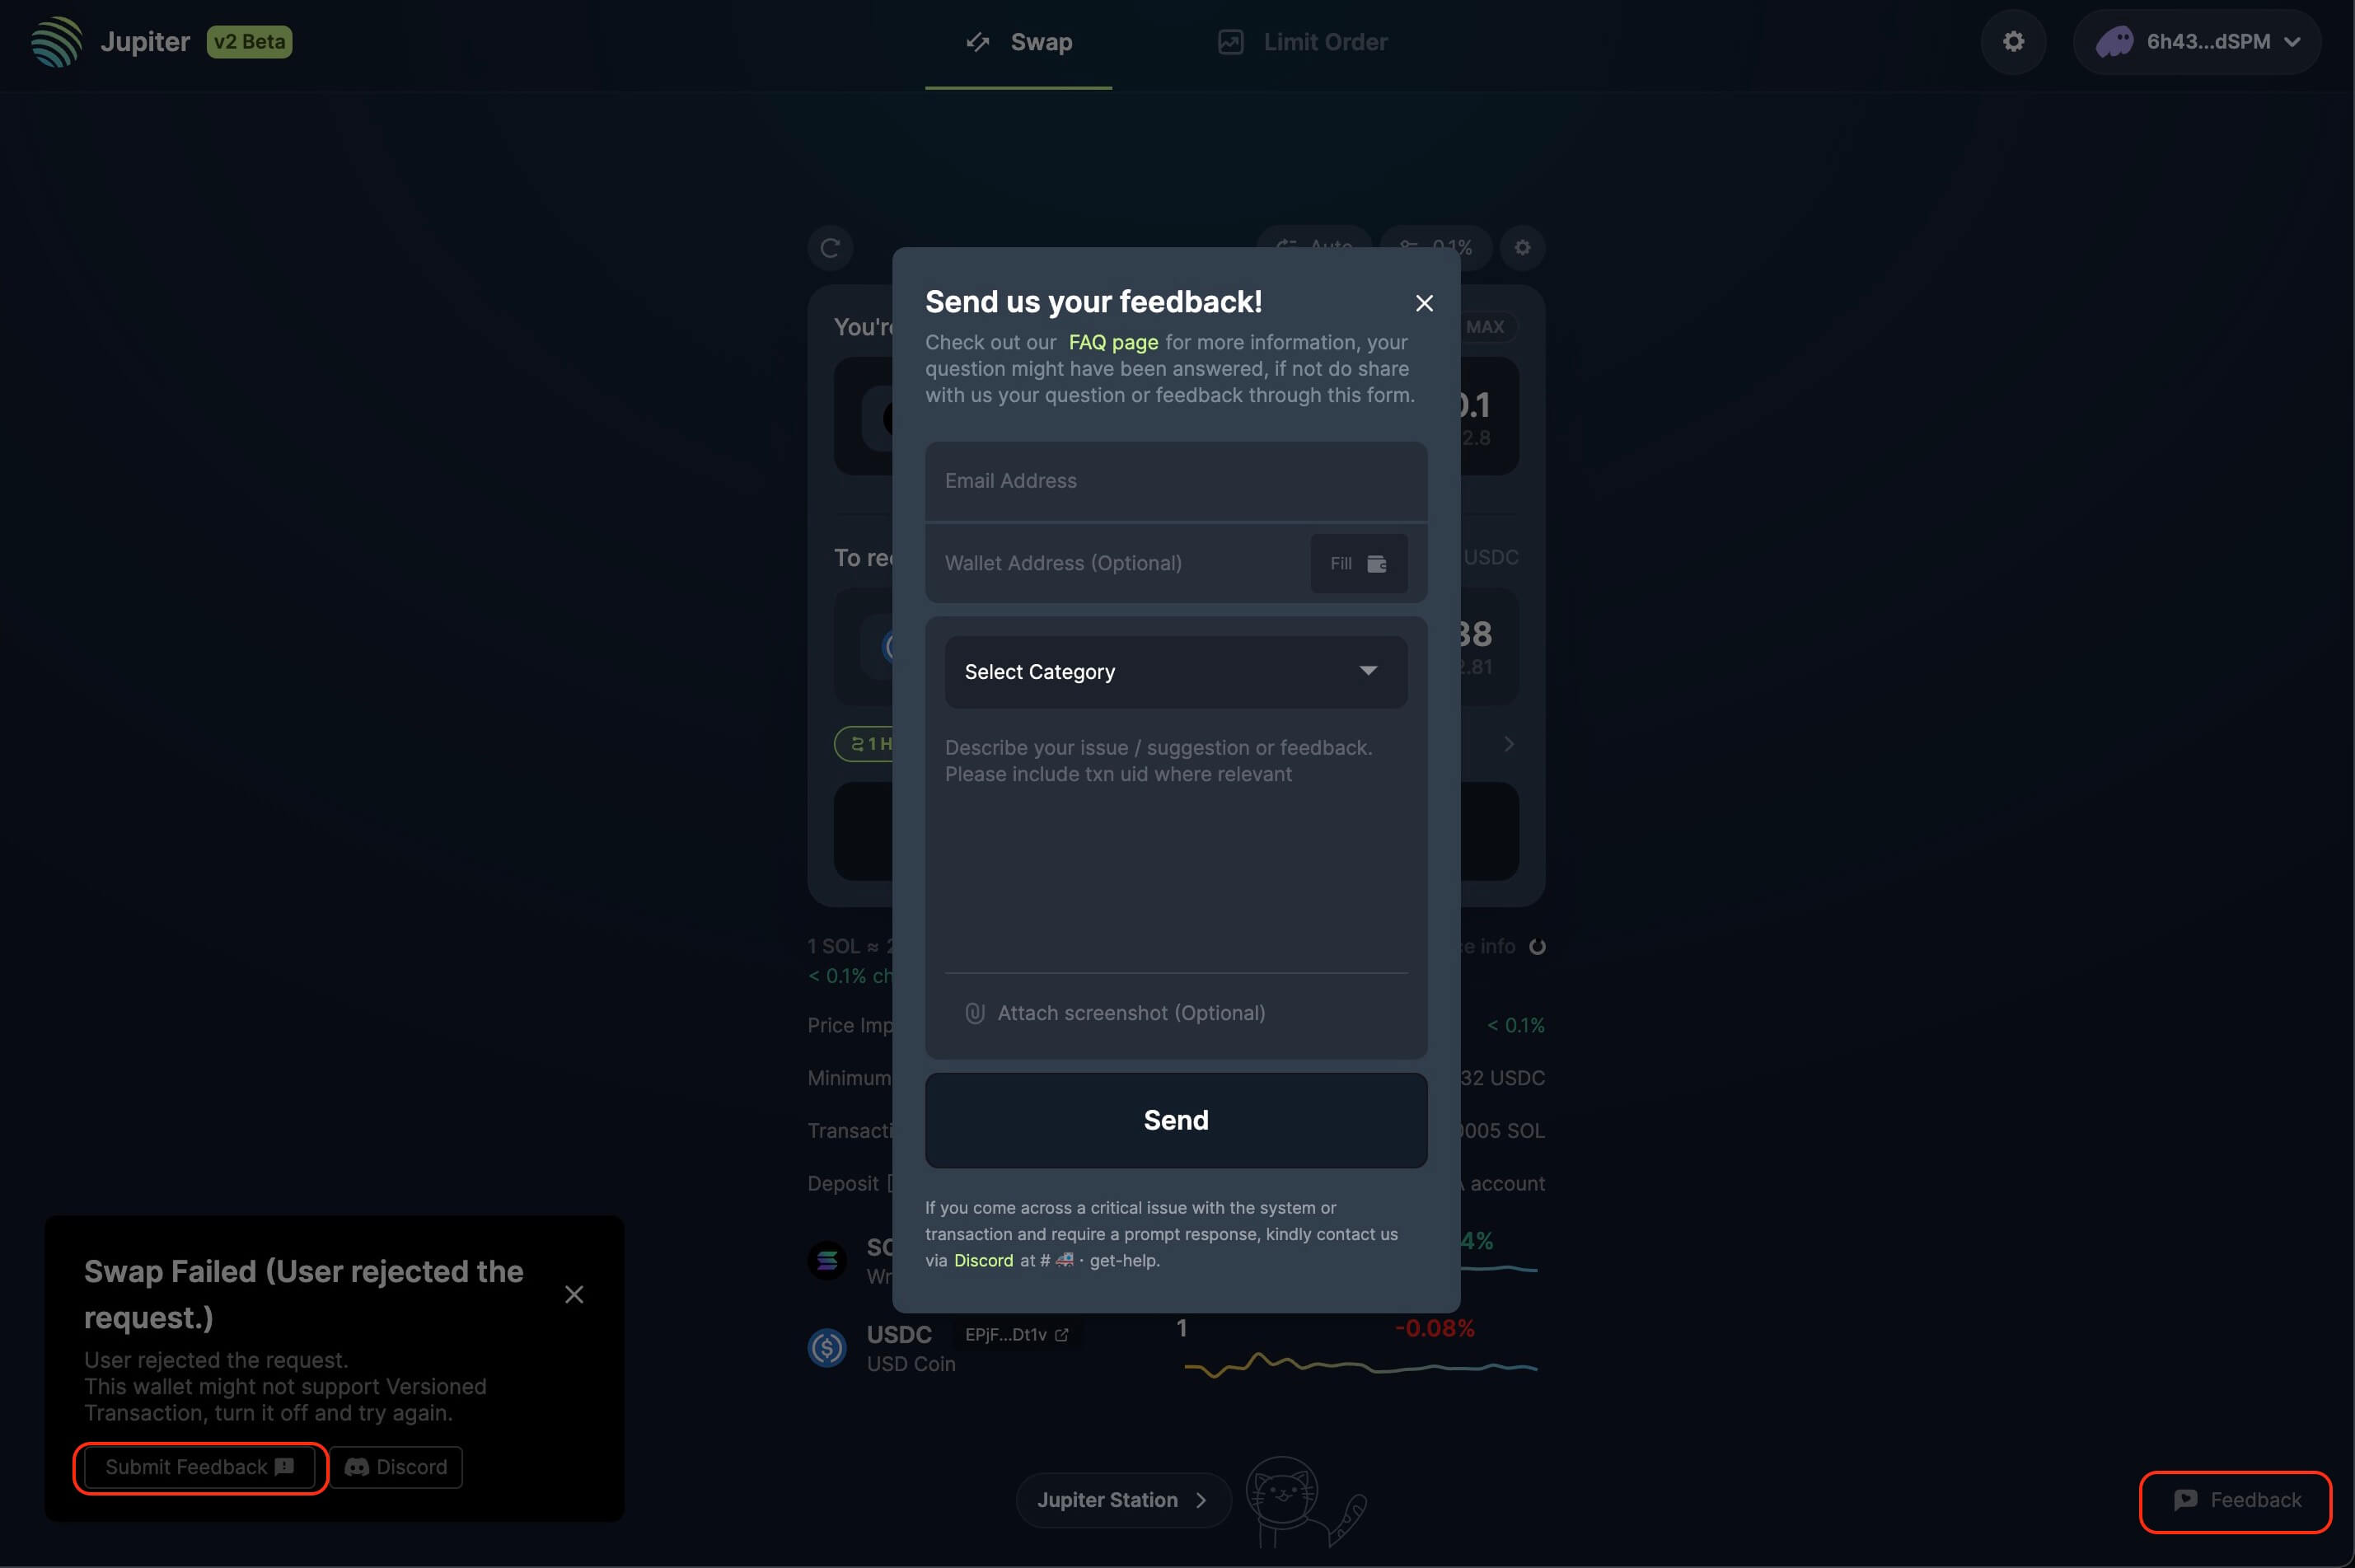 Jupiter v2 Beta
Swap
Limit Order
6h43...dSPM
Auto
0.1%
Send us your feedback!
Check out our FAQ page for more information, your
question might have been answered, if not do share
with us your question or feedback through this form.
You're
MAX
0.1
2.8
Email Address
Wallet Address (Optional)
Fill
To rec
USDC
38
2.81
Select Category
1 H
Describe your issue / suggestion or feedback.
Please include txn uid where relevant
Attach screenshot (Optional)
Send
1 SOL ≈ 2
e info
< 0.1% ch
Price Imp
< 0.1%
Minimum
32 USDC
Transacti
0005 SOL
Deposit [
A account
If you come across a critical issue with the system or
transaction and require a prompt response, kindly contact us
via Discord at # 🚑 · get-help.
SO
Wr
4%
USDC
EPjF...Dt1v
USD Coin
1
-0.08%
Swap Failed (User rejected the
request.)
User rejected the request.
This wallet might not support Versioned
Transaction, turn it off and try again.
Submit Feedback
Discord
Jupiter Station
Feedback